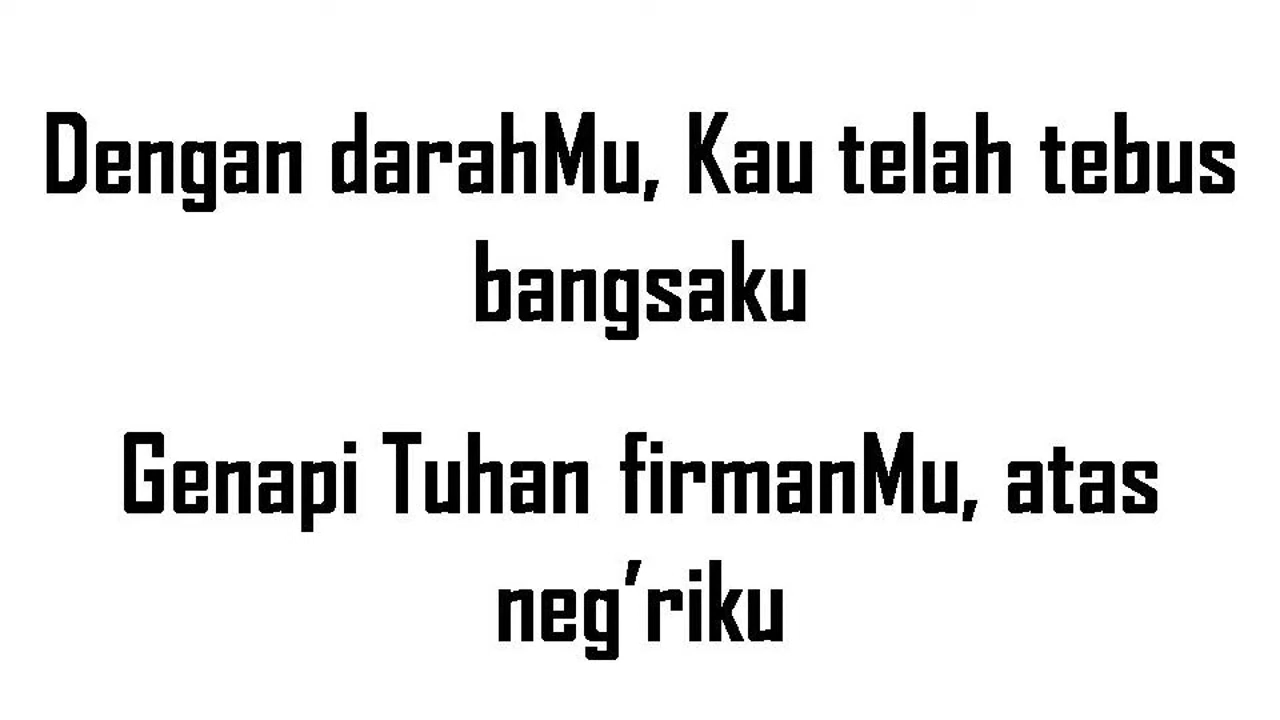 Dengan darahMu, Kau telah tebus
bangsaku
Genapi Tuhan firmanMu, atas
neg’riku